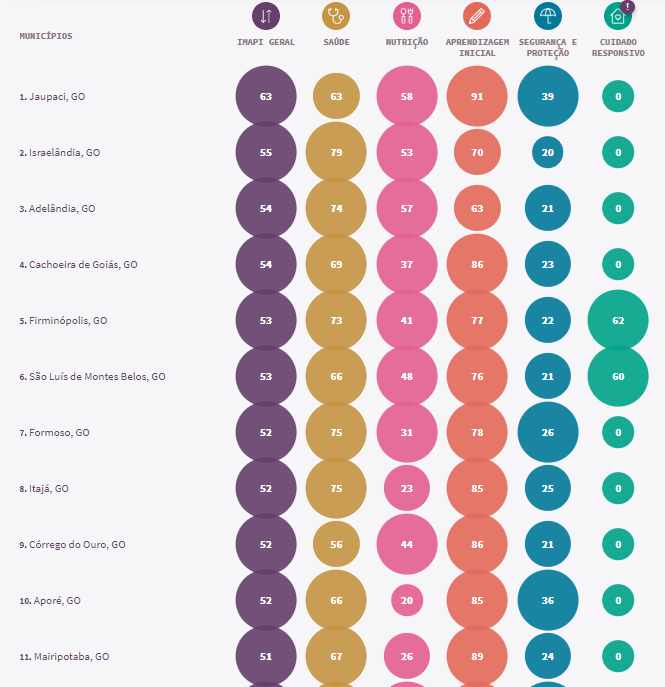 MUNICÍPIOS IMAPI GERAL SAÚDE NUTRIÇÃO APRENDIZAGEM INICIAL SEGURANÇA E PROTEÇÃO CUIDADO RESPONSIVO !
1. Jaupaci, GO 63 63 58 91 39 0
2. Israelândia, GO 55 79 53 70 20 0
3. Adelândia, GO 54 74 57 63 21 0
4. Cachoeira de Goiás, GO 54 69 37 86 23 0
5. Firminópolis, GO 53 73 41 77 22 62
6. São Luís de Montes Belos, GO 53 66 48 76 21 60
7. Formoso, GO 52 75 31 78 26 0
8. Itajá, GO 52 75 23 85 25 0
9. Córrego do Ouro, GO 52 56 44 86 21 0
10. Aporé, GO 52 66 20 85 36 0
11. Mairipotaba, GO 51 67 26 89 24 0